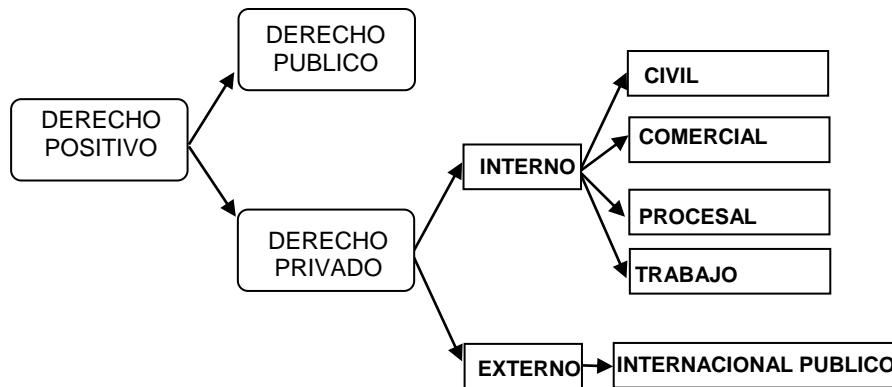 DERECHO
PUBLICO
DERECHO
POSITIVO
DERECHO
PRIVADO
INTERNO
CIVIL
COMERCIAL
PROCESAL
TRABAJO
EXTERNO
INTERNACIONAL PUBLICO